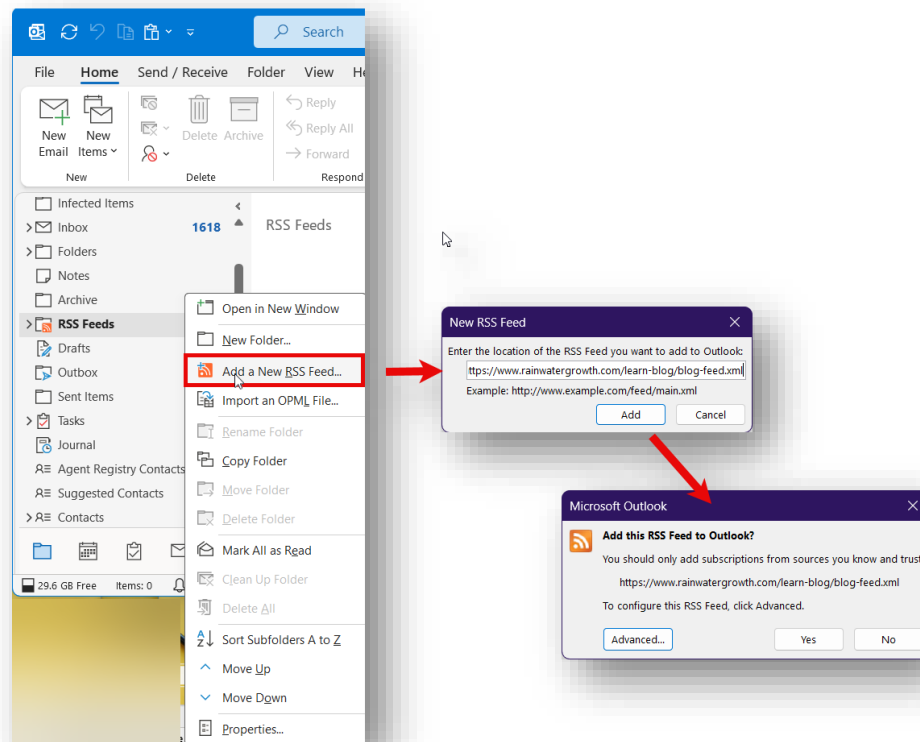 Search
File Home Send / Receive Folder View
New Email
New Items
Delete
Archive
Reply
Reply All
Forward
New
Delete
Respond
Infected Items
Inbox 1618
Folders
Notes
Archive
RSS Feeds
Drafts
Outbox
Sent Items
Tasks
Journal
Agent Registry Contacts
Suggested Contacts
Contacts
29.6 GB Free Items: 0
RSS Feeds
Open in New Window
New Folder...
Add a New RSS Feed...
Import an OPML File...
Rename Folder
Copy Folder
Move Folder
Delete Folder
Mark All as Read
Clean Up Folder
Delete All
Sort Subfolders A to Z
Move Up
Move Down
Properties...
New RSS Feed
Enter the location of the RSS Feed you want to add to Outlook:
ttps://www.rainwatergrowth.com/learn-blog/blog-feed.xml
Example: http://www.example.com/feed/main.xml
Add Cancel
Microsoft Outlook
Add this RSS Feed to Outlook?
You should only add subscriptions from sources you know and trust
https://www.rainwatergrowth.com/learn-blog/blog-feed.xml
To configure this RSS Feed, click Advanced.
Advanced... Yes No